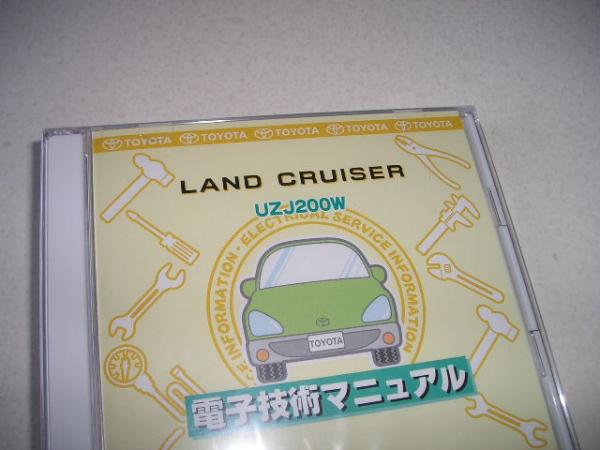 TOYOTA TOYOTA TOYOTA TOYOTA TOYOTA
LAND CRUISER
UZJ200W
INFORMATION・ELECTRICAL SERVICE INFORMATION
TOYOTA
電子技術マニュアル